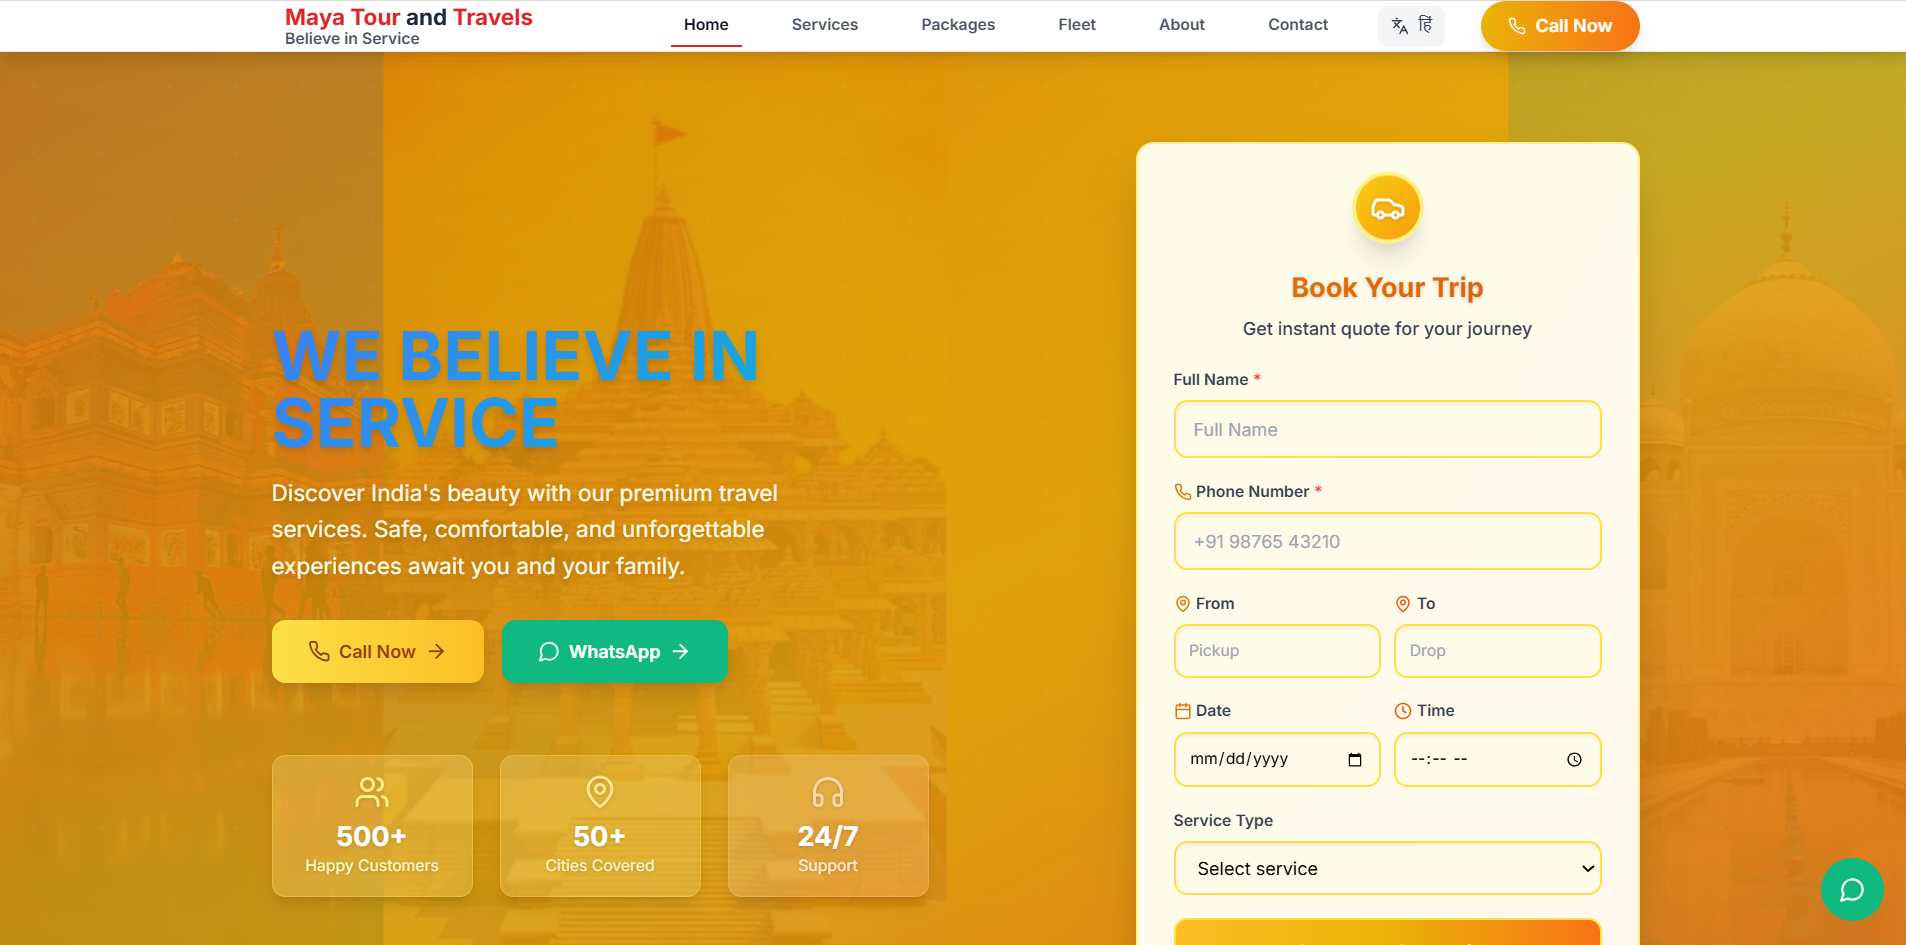 Maya Tour and Travels
Believe in Service
Home
Services
Packages
Fleet
About
Contact
हिं
Call Now
WE BELIEVE IN
SERVICE
Discover India's beauty with our premium travel
services. Safe, comfortable, and unforgettable
experiences await you and your family.
Call Now
WhatsApp
500+
Happy Customers
50+
Cities Covered
24/7
Support
Book Your Trip
Get instant quote for your journey
Full Name *
Full Name
Phone Number *
+91 98765 43210
From
To
Pickup
Drop
Date
Time
mm/dd/yyyy
--:-- --
Service Type
Select service